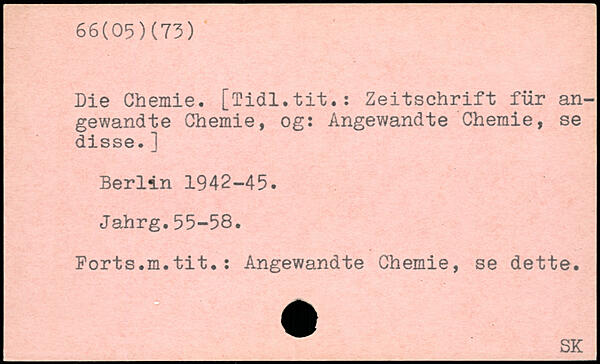 66(05)(73)
Die Chemie. [Tidl.tit.: Zeitschrift für an-
gewandte Chemie, og: Angewandte Chemie, se
disse.]
Berlin 1942-45.
Jahrg.55-58.
Forts.m.tit.: Angewandte Chemie, se dette.
SK